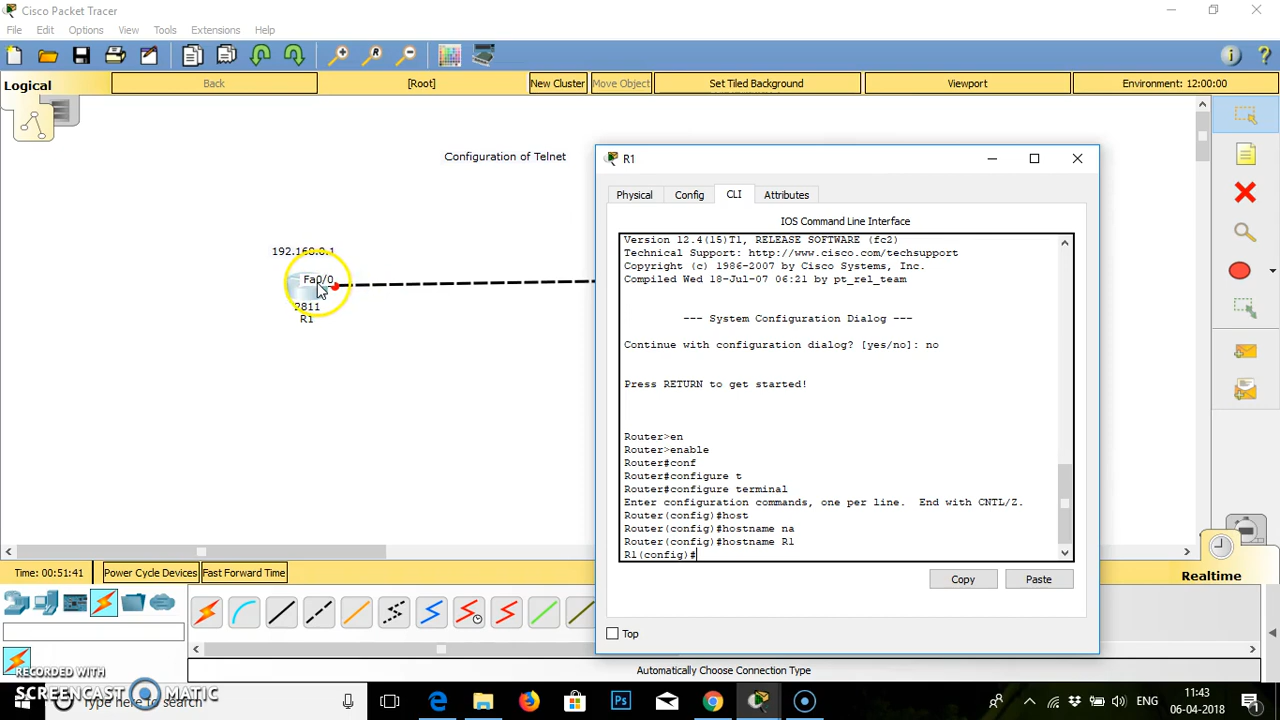 Cisco Packet Tracer
File Edit Options View Tools Extensions Help
Logical
Back
[Root]
New Cluster
Move Object
Set Tiled Background
Viewport
Environment: 12:00:00
Configuration of Telnet
192.168.0.1
Fa0/0
2811
R1
R1
Physical Config CLI Attributes
IOS Command Line Interface
Version 12.4(15)T1, RELEASE SOFTWARE (fc2)
Technical Support: http://www.cisco.com/techsupport
Copyright (c) 1986-2007 by Cisco Systems, Inc.
Compiled Wed 18-Jul-07 06:21 by pt_rel_team
--- System Configuration Dialog ---
Continue with configuration dialog? [yes/no]: no
Press RETURN to get started!
Router>en
Router>enable
Router#conf
Router#configure t
Router#configure terminal
Enter configuration commands, one per line.  End with CNTL/Z.
Router(config)#host
Router(config)#hostname na
Router(config)#hostname R1
R1(config)#
Copy
Paste
Top
Time: 00:51:41
Power Cycle Devices
Fast Forward Time
Realtime
Automatically Choose Connection Type
RECORDED WITH
SCREENCAST MATIC
Type here to search
ENG
11:43
06-04-2018